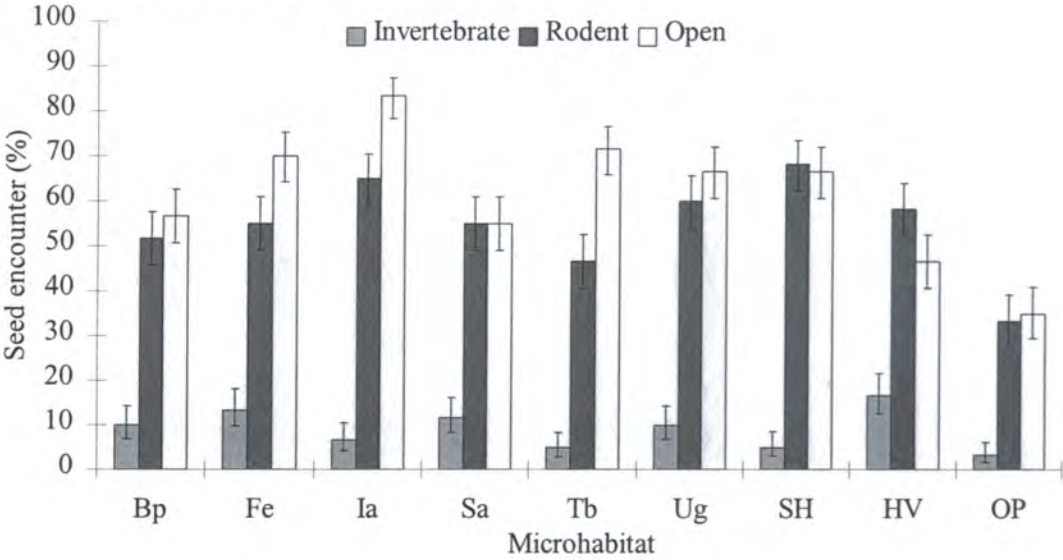 100
Invertebrate Rodent Open
90
80
70
60
50
40
30
20
10
0
Seed encounter (%)
Bp Fe Ia Sa Tb Ug SH HV OP
Microhabitat